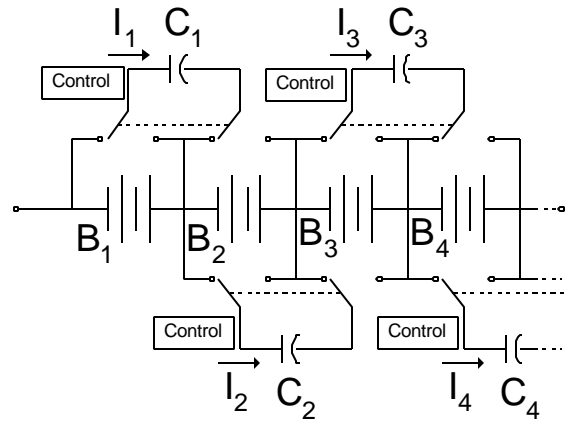 I1 C1 I3 C3
Control Control
B1 B2 B3 B4
Control Control
I2 C2 I4 C4